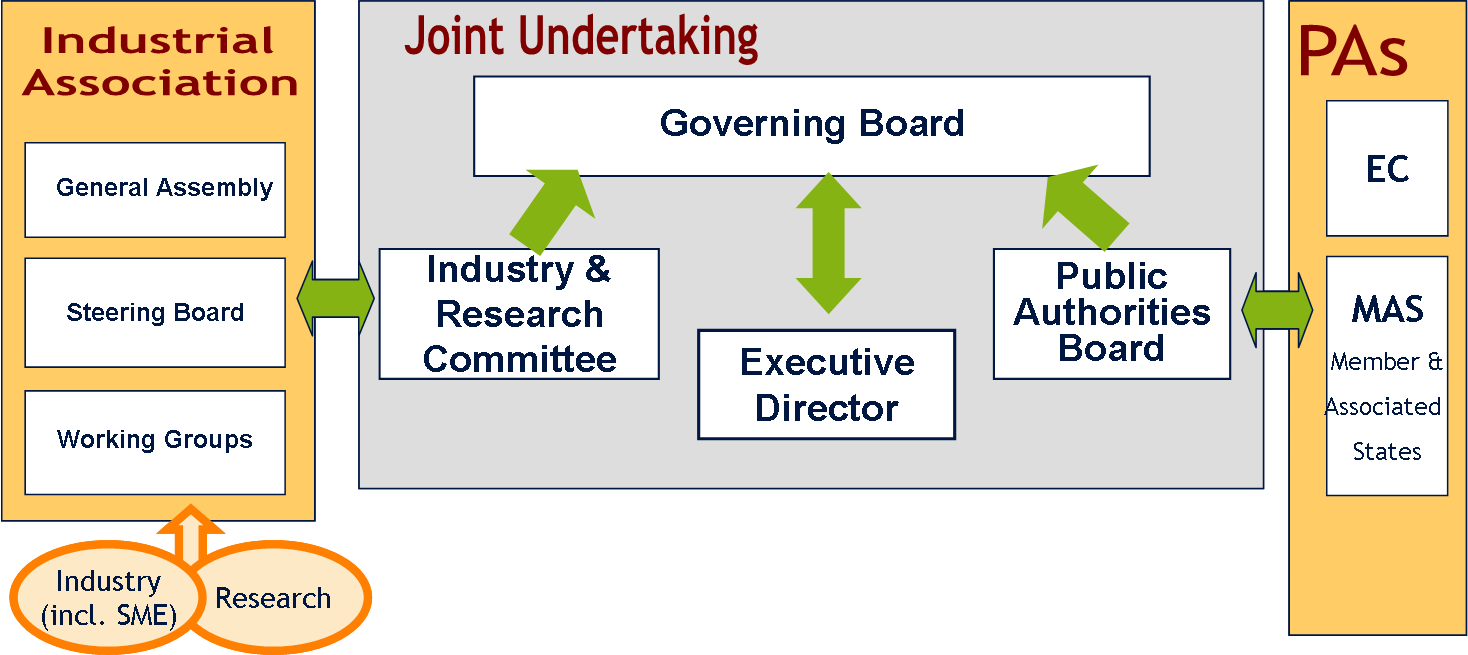 Industrial
Association
General Assembly
Steering Board
Working Groups
Industry
(incl. SME)
Research
Joint Undertaking
Governing Board
Industry &
Research
Committee
Executive
Director
Public
Authorities
Board
PAs
EC
MAS
Member &
Associated
States